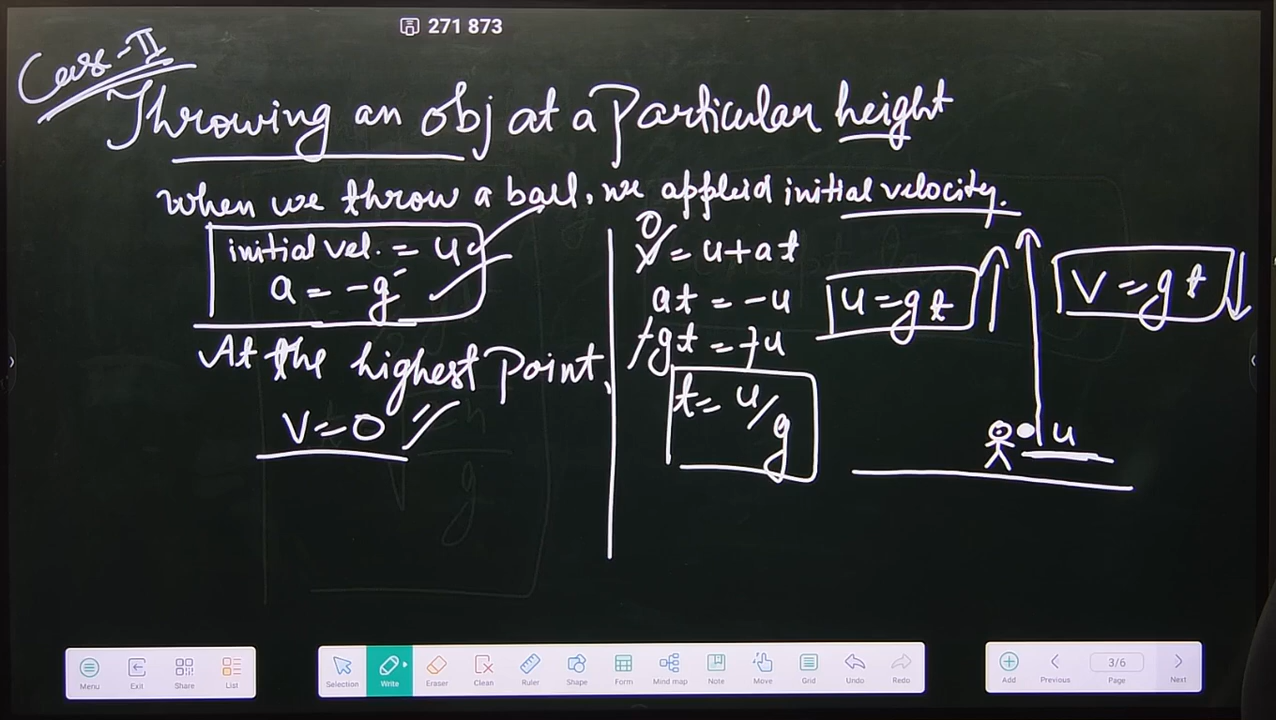 271 873
Case-II
Throwing an obj at a Particular height
when we throw a ball, we applied initial velocity.
initial vel. = u
a = -g
At the highest Point,
V=0
0
v = u+at
at = -u
-gt = -u
t = u/g
u=gt
V=gt
u
Menu Exit Share List
Selection Write Eraser Clean Ruler Shape Form Mind map Note Move Grid Undo Redo
Add Previous 3/6 Page Next